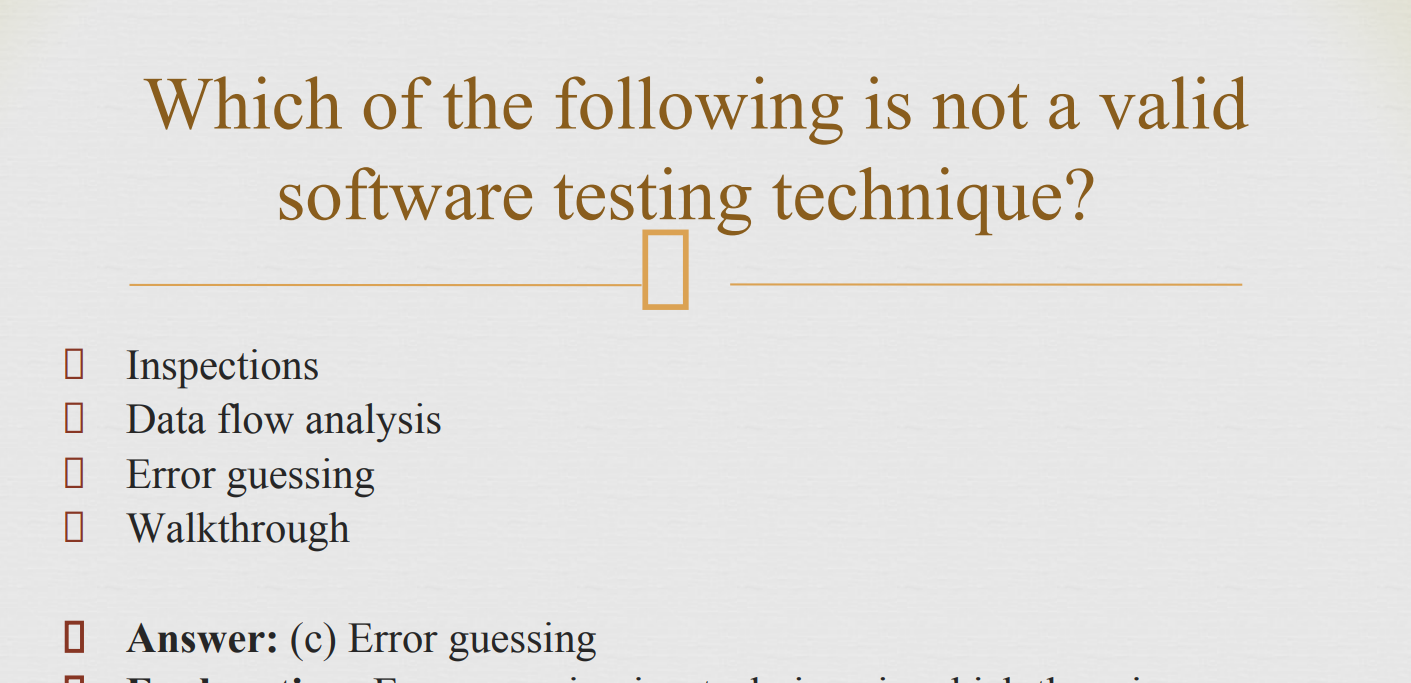 Which of the following is not a valid
software testing technique?
Inspections
Data flow analysis
Error guessing
Walkthrough
Answer: (c) Error guessing